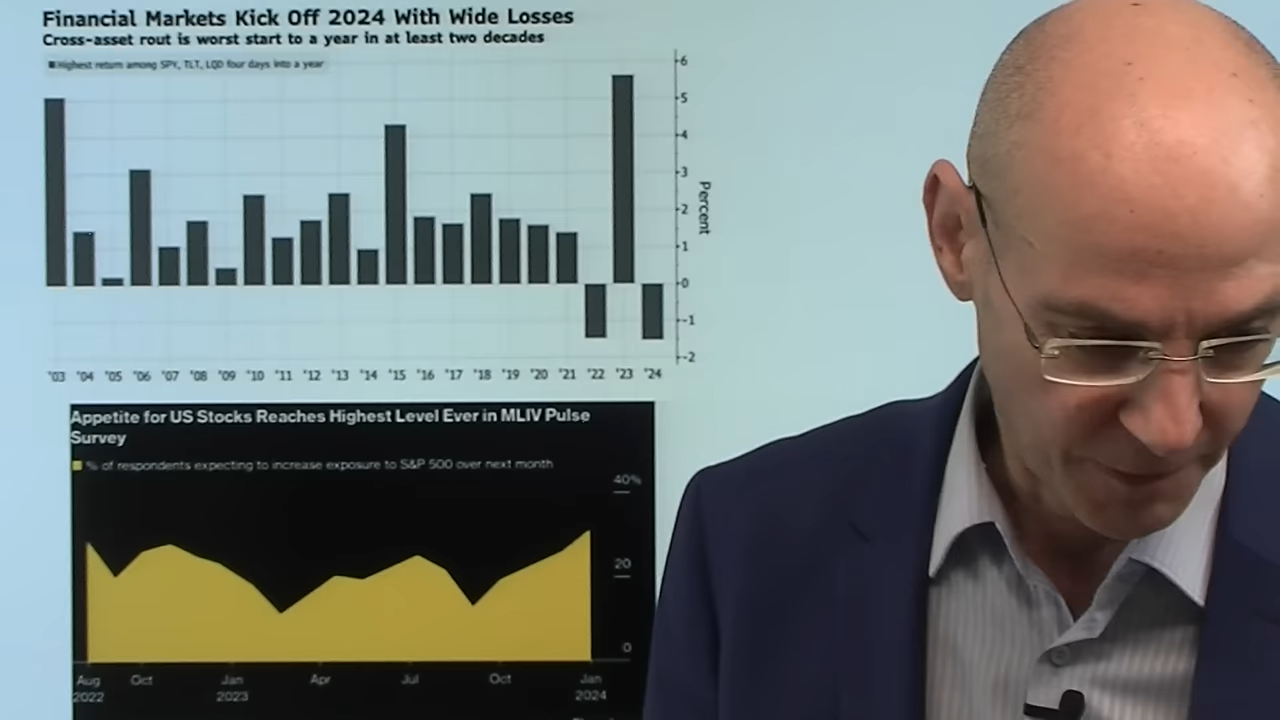 Financial Markets Kick Off 2024 With Wide Losses
Cross-asset rout is worst start to a year in at least two decades
Highest return among SPY, TLT, LQD four days into a year
6
5
4
3
2
1
0
-1
-2
Percent
'03 '04 '05 '06 '07 '08 '09 '10 '11 '12 '13 '14 '15 '16 '17 '18 '19 '20 '21 '22 '23 '24
Appetite for US Stocks Reaches Highest Level Ever in MLIV Pulse
Survey
% of respondents expecting to increase exposure to S&P 500 over next month
40%
20
0
Aug Oct Jan Apr Jul Oct Jan
2022 2023 2024